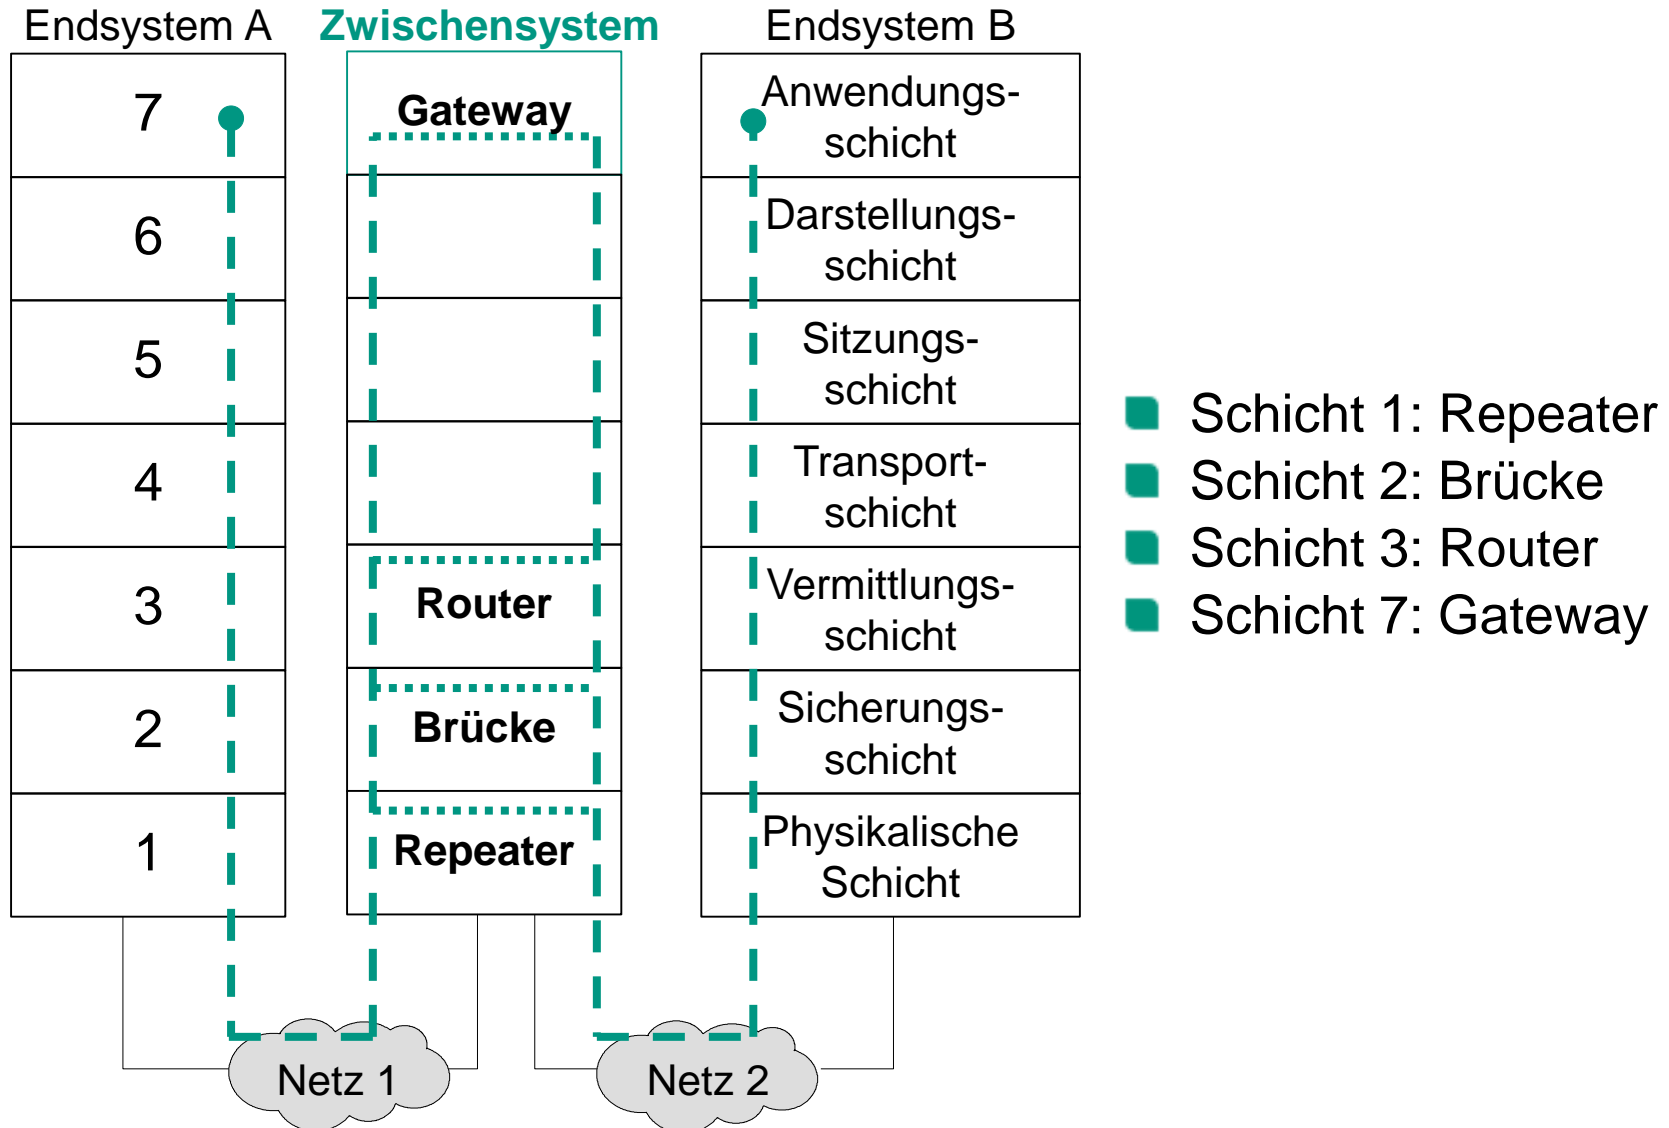 Endsystem A
Zwischensystem
Endsystem B
7
Gateway
Anwendungs-
schicht
6
Darstellungs-
schicht
5
Sitzungs-
schicht
4
Transport-
schicht
3
Router
Vermittlungs-
schicht
2
Brücke
Sicherungs-
schicht
1
Repeater
Physikalische
Schicht
Netz 1
Netz 2
Schicht 1: Repeater
Schicht 2: Brücke
Schicht 3: Router
Schicht 7: Gateway